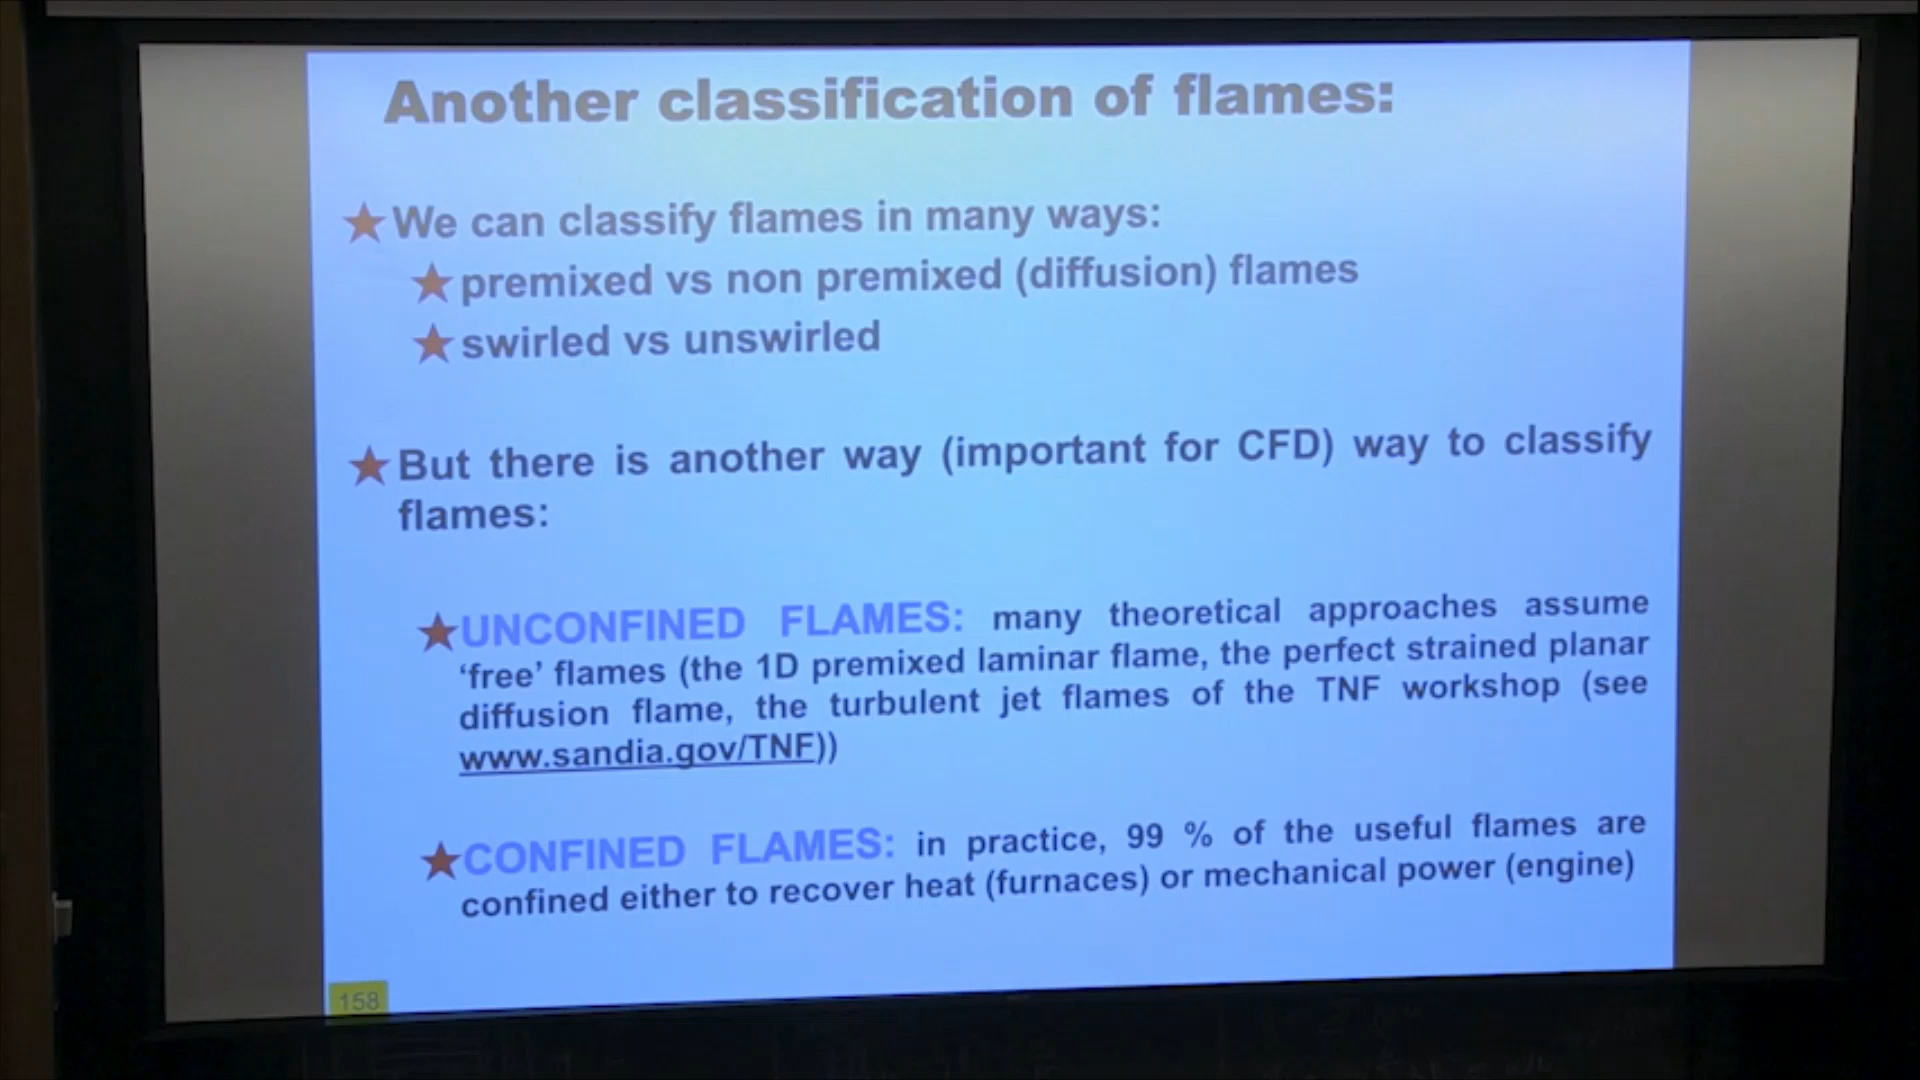 Another classification of flames:
We can classify flames in many ways:
premixed vs non premixed (diffusion) flames
swirled vs unswirled
But there is another way (important for CFD) way to classify
flames:
UNCONFINED FLAMES: many theoretical approaches assume
‘free’ flames (the 1D premixed laminar flame, the perfect strained planar
diffusion flame, the turbulent jet flames of the TNF workshop (see
www.sandia.gov/TNF))
CONFINED FLAMES: in practice, 99 % of the useful flames are
confined either to recover heat (furnaces) or mechanical power (engine)
158